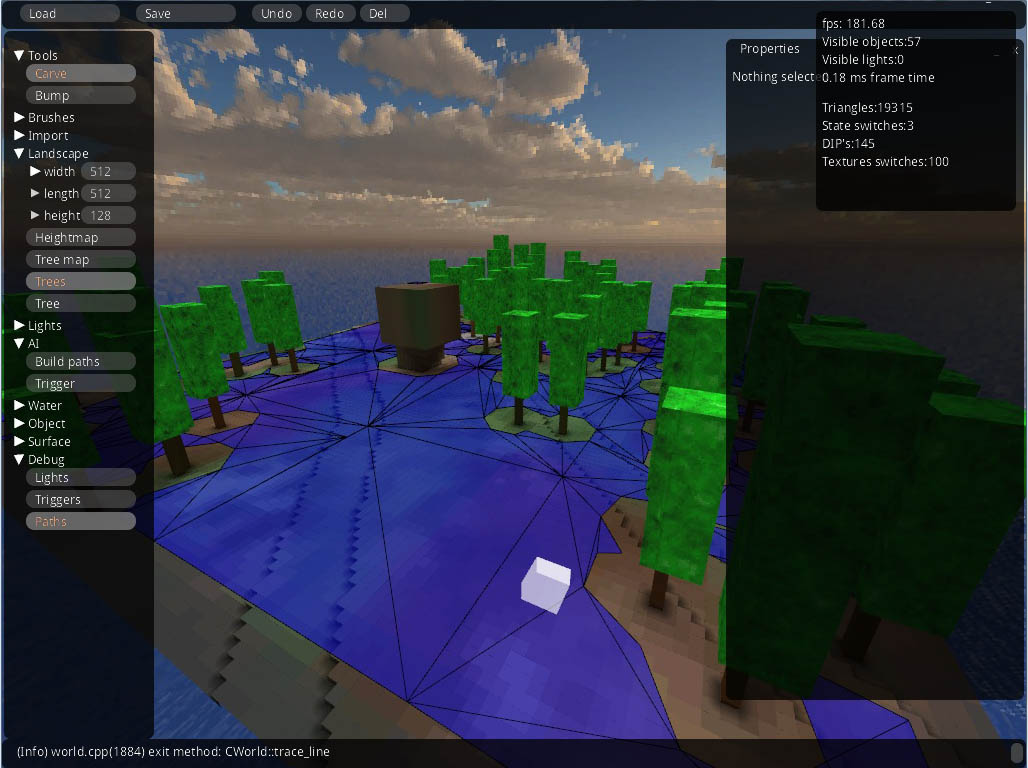 Load Save Undo Redo Del
Tools
Carve
Bump
Brushes
Import
Landscape
width 512
length 512
height 128
Heightmap
Tree map
Trees
Tree
Lights
AI
Build paths
Trigger
Water
Object
Surface
Debug
Lights
Triggers
Paths
Properties
Nothing selecte
fps: 181.68
Visible objects:57
Visible lights:0
0.18 ms frame time
Triangles:19315
State switches:3
DIP's:145
Textures switches:100
(Info) world.cpp(1884) exit method: CWorld::trace_line